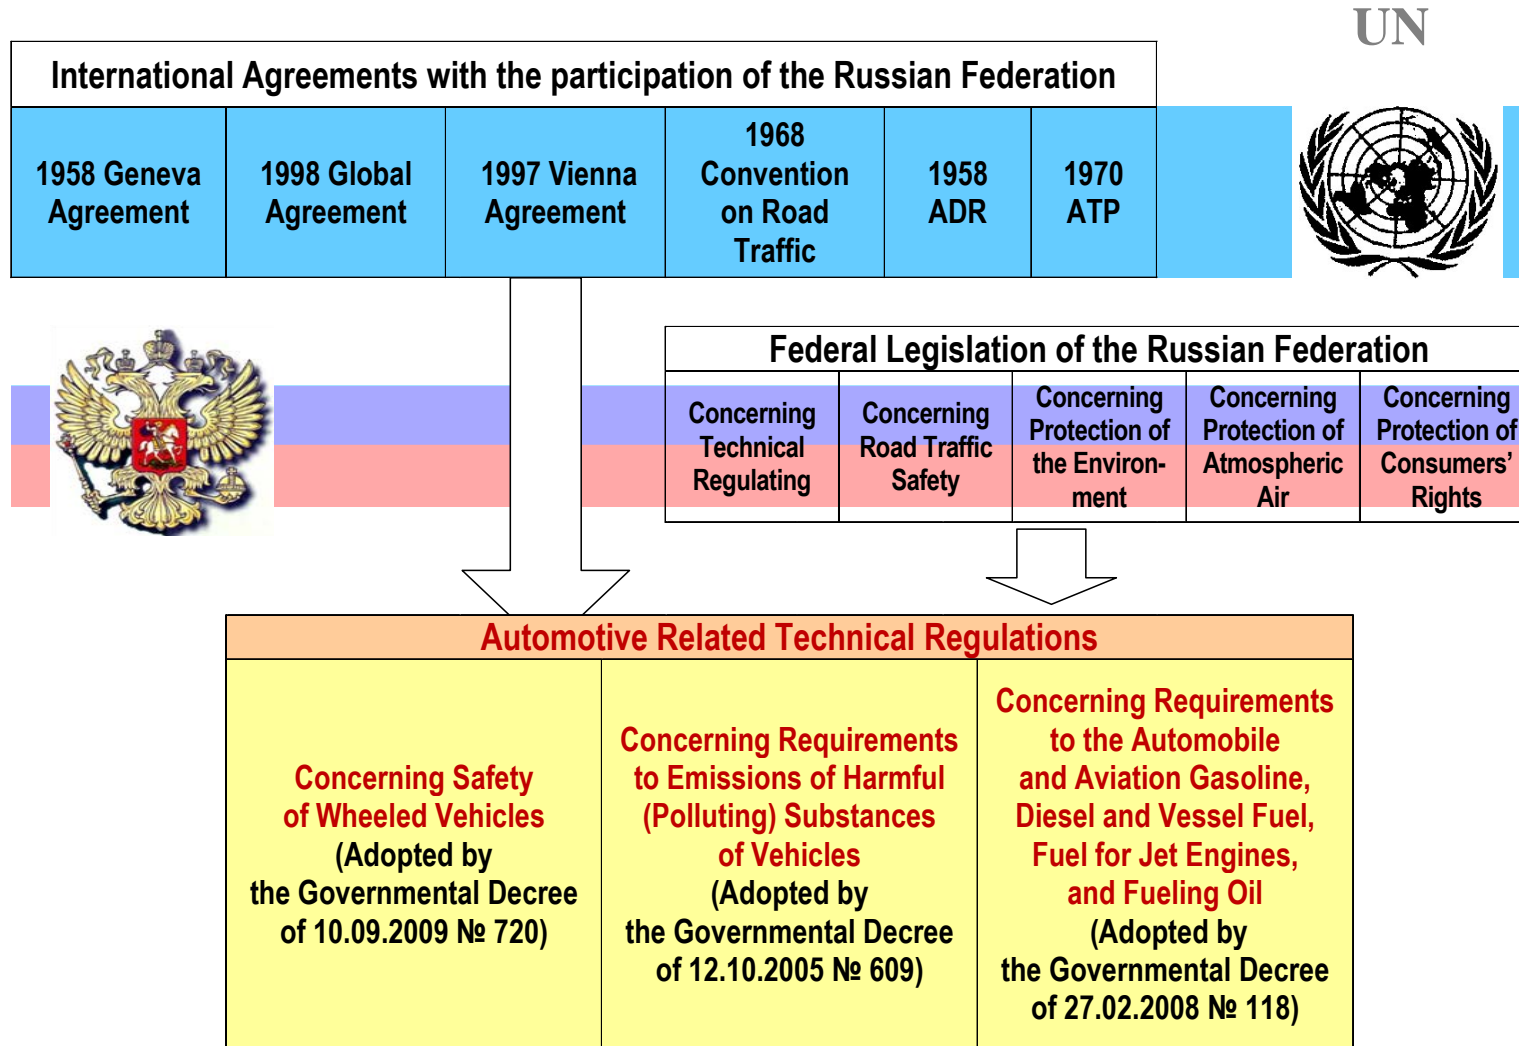 UN
International Agreements with the participation of the Russian Federation
1958 Geneva
Agreement
1998 Global
Agreement
1997 Vienna
Agreement
1968
Convention
on Road
Traffic
1958
ADR
1970
ATP
Federal Legislation of the Russian Federation
Concerning
Technical
Regulating
Concerning
Road Traffic
Safety
Concerning
Protection of
the Environ-
ment
Concerning
Protection of
Atmospheric
Air
Concerning
Protection of
Consumers’
Rights
Automotive Related Technical Regulations
Concerning Safety
of Wheeled Vehicles
(Adopted by
the Governmental Decree
of 10.09.2009 № 720)
Concerning Requirements
to Emissions of Harmful
(Polluting) Substances
of Vehicles
(Adopted by
the Governmental Decree
of 12.10.2005 № 609)
Concerning Requirements
to the Automobile
and Aviation Gasoline,
Diesel and Vessel Fuel,
Fuel for Jet Engines,
and Fueling Oil
(Adopted by
the Governmental Decree
of 27.02.2008 № 118)